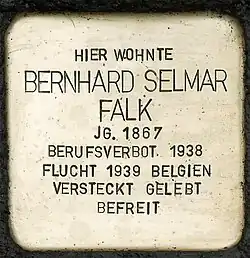 HIER WOHNTE
BERNHARD SELMAR
FALK
JG. 1867
BERUFSVERBOT. 1938
FLUCHT 1939 BELGIEN
VERSTECKT GELEBT
BEFREIT